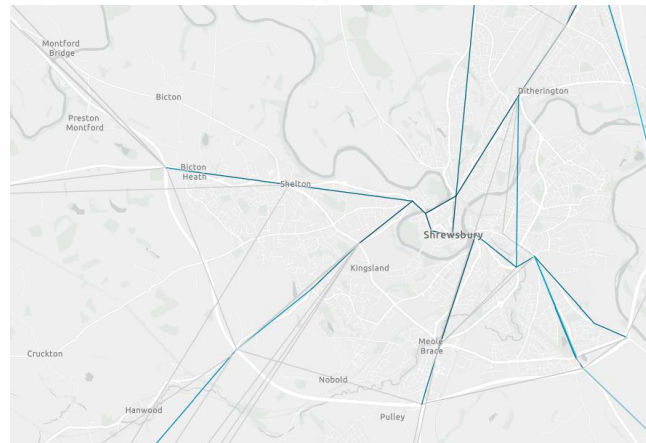 Montford
Bridge
Ditherington
Bicton
Preston
Montford
Bicton
Heath
Shelton
Shrewsbury
Kingsland
Meole
Brace
Cruckton
Nobold
Hanwood
Pulley